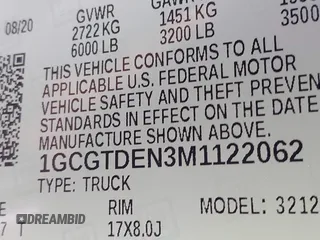 GVWR
08/20 2722 KG 1451 KG
6000 LB 3200 LB 3500
THIS VEHICLE CONFORMS TO ALL
APPLICABLE U.S. FEDERAL MOTOR
VEHICLE SAFETY AND THEFT PREVEN
STANDARDS IN EFFECT ON THE DATE
MANUFACTURE SHOWN ABOVE.
1GCGTDEN3M1122062
TYPE: TRUCK
RIM MODEL: 3212
17X8.0J
DREAMBID